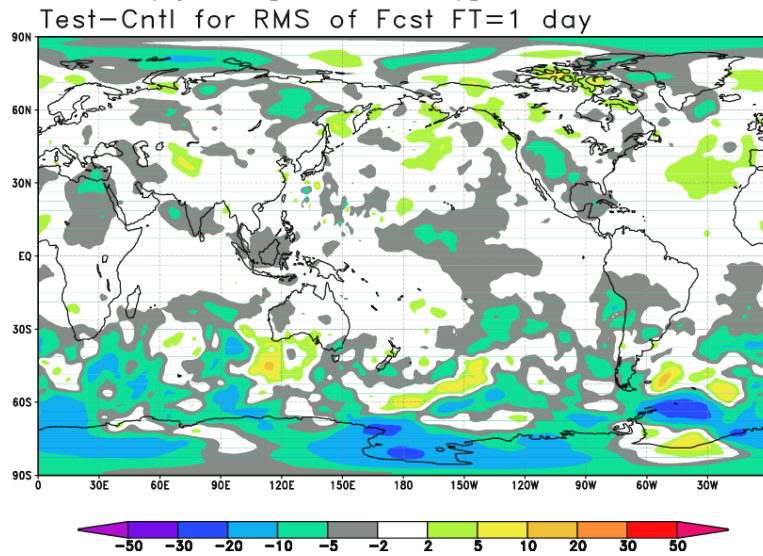 Test-Cntl for RMS of Fcst FT=1 day
90N
60N
30N
EQ
30S
60S
90S
0 30E 60E 90E 120E 150E 180 150W 120W 90W 60W 30W
-50 -30 -20 -10 -5 -2 2 5 10 20 30 50